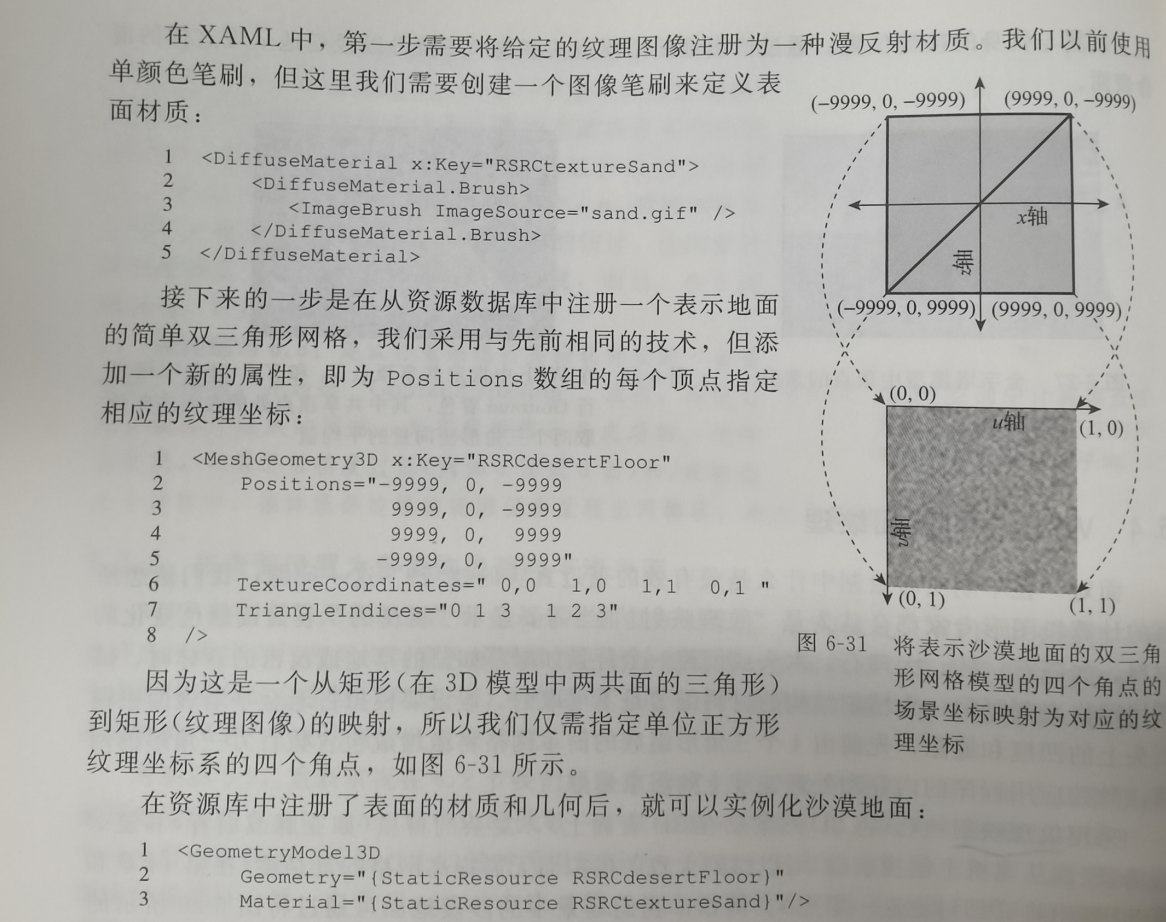 在 XAML 中，第一步需要将给定的纹理图像注册为一种漫反射材质。我们以前使用
单颜色笔刷，但这里我们需要创建一个图像笔刷来定义表
面材质：
1 <DiffuseMaterial x:Key="RSRCtextureSand">
2 <DiffuseMaterial.Brush>
3 <ImageBrush ImageSource="sand.gif" />
4 </DiffuseMaterial.Brush>
5 </DiffuseMaterial>
接下来的一步是在从资源数据库中注册一个表示地面
的简单双三角形网格，我们采用与先前相同的技术，但添
加一个新的属性，即为 Positions 数组的每个顶点指定
相应的纹理坐标：
1 <MeshGeometry3D x:Key="RSRCdesertFloor"
2 Positions="-9999, 0, -9999
3 9999, 0, -9999
4 9999, 0, 9999
5 -9999, 0, 9999"
6 TextureCoordinates=" 0,0 1,0 1,1 0,1 "
7 TriangleIndices="0 1 3 1 2 3"
8 />
因为这是一个从矩形(在 3D 模型中两共面的三角形)
到矩形(纹理图像)的映射，所以我们仅需指定单位正方形
纹理坐标系的四个角点，如图 6-31 所示。
在资源库中注册了表面的材质和几何后，就可以实例化沙漠地面：
1 <GeometryModel3D
2 Geometry="{StaticResource RSRCdesertFloor}"
3 Material="{StaticResource RSRCtextureSand}"/>
(−9999, 0, −9999) (9999, 0, −9999)
x轴
z轴
(−9999, 0, 9999) (9999, 0, 9999)
(0, 0)
u轴
(1, 0)
v轴
(0, 1)
(1, 1)
图 6-31 将表示沙漠地面的双三角
形网格模型的四个角点的
场景坐标映射为对应的纹
理坐标